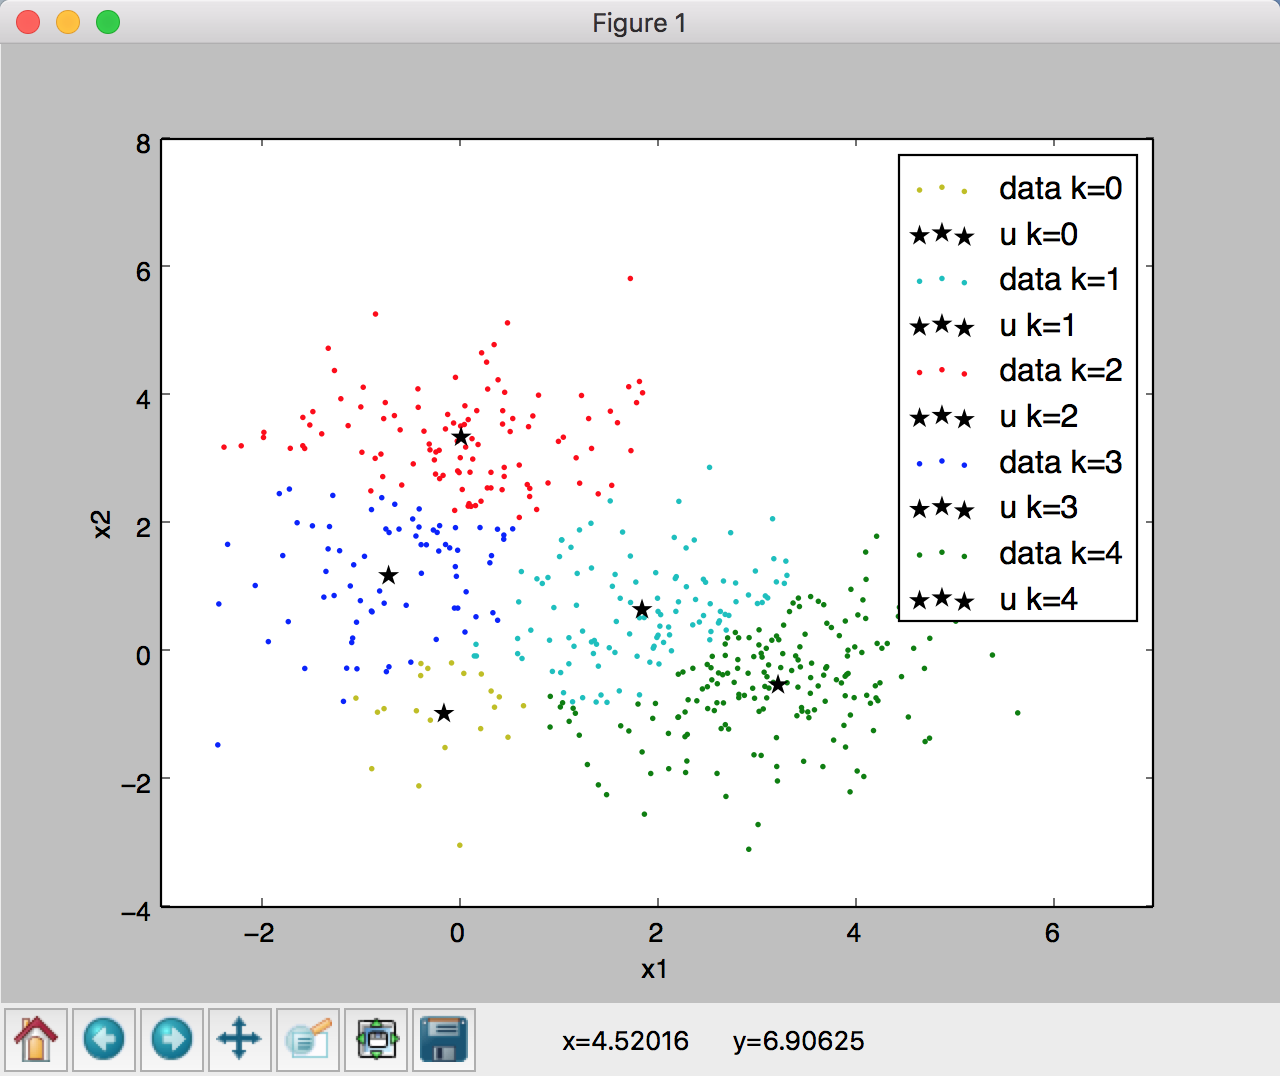 Figure 1
8
6
4
2
0
−2
−4
x2
−2
0
2
4
6
x1
data k=0
u k=0
data k=1
u k=1
data k=2
u k=2
data k=3
u k=3
data k=4
u k=4
x=4.52016 y=6.90625